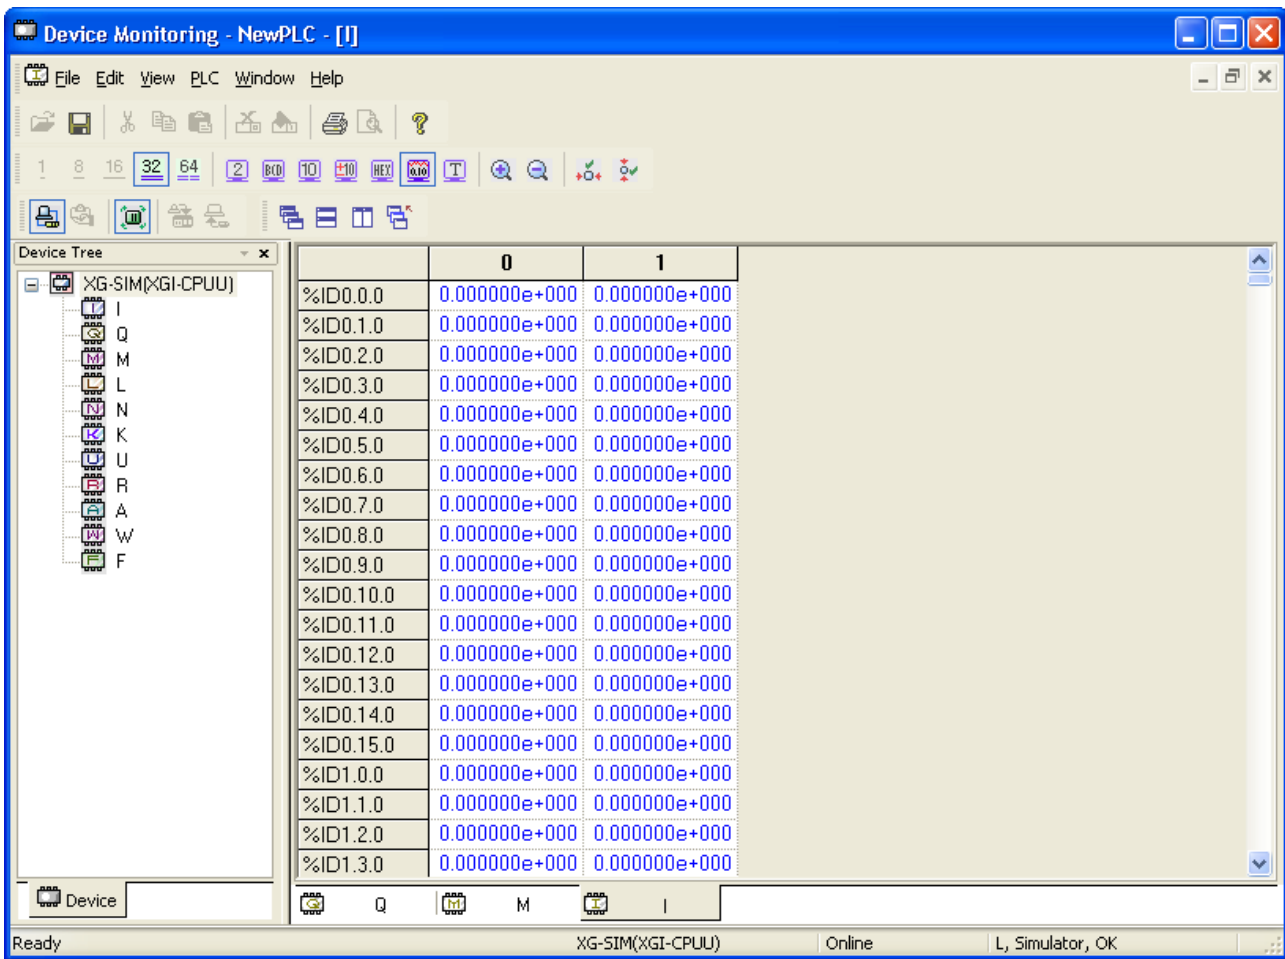 Device Monitoring - NewPLC - [I]
File Edit View PLC Window Help
1 8 16 32 64 2 BCD 10 ±10 HEX 0.10 T
Device Tree
0 1
XG-SIM(XGI-CPUU)
I
Q
M
L
N
K
U
R
A
W
F
%ID0.0.0 0.000000e+000 0.000000e+000
%ID0.1.0 0.000000e+000 0.000000e+000
%ID0.2.0 0.000000e+000 0.000000e+000
%ID0.3.0 0.000000e+000 0.000000e+000
%ID0.4.0 0.000000e+000 0.000000e+000
%ID0.5.0 0.000000e+000 0.000000e+000
%ID0.6.0 0.000000e+000 0.000000e+000
%ID0.7.0 0.000000e+000 0.000000e+000
%ID0.8.0 0.000000e+000 0.000000e+000
%ID0.9.0 0.000000e+000 0.000000e+000
%ID0.10.0 0.000000e+000 0.000000e+000
%ID0.11.0 0.000000e+000 0.000000e+000
%ID0.12.0 0.000000e+000 0.000000e+000
%ID0.13.0 0.000000e+000 0.000000e+000
%ID0.14.0 0.000000e+000 0.000000e+000
%ID0.15.0 0.000000e+000 0.000000e+000
%ID1.0.0 0.000000e+000 0.000000e+000
%ID1.1.0 0.000000e+000 0.000000e+000
%ID1.2.0 0.000000e+000 0.000000e+000
%ID1.3.0 0.000000e+000 0.000000e+000
Device
Q M I
Ready XG-SIM(XGI-CPUU) Online L, Simulator, OK